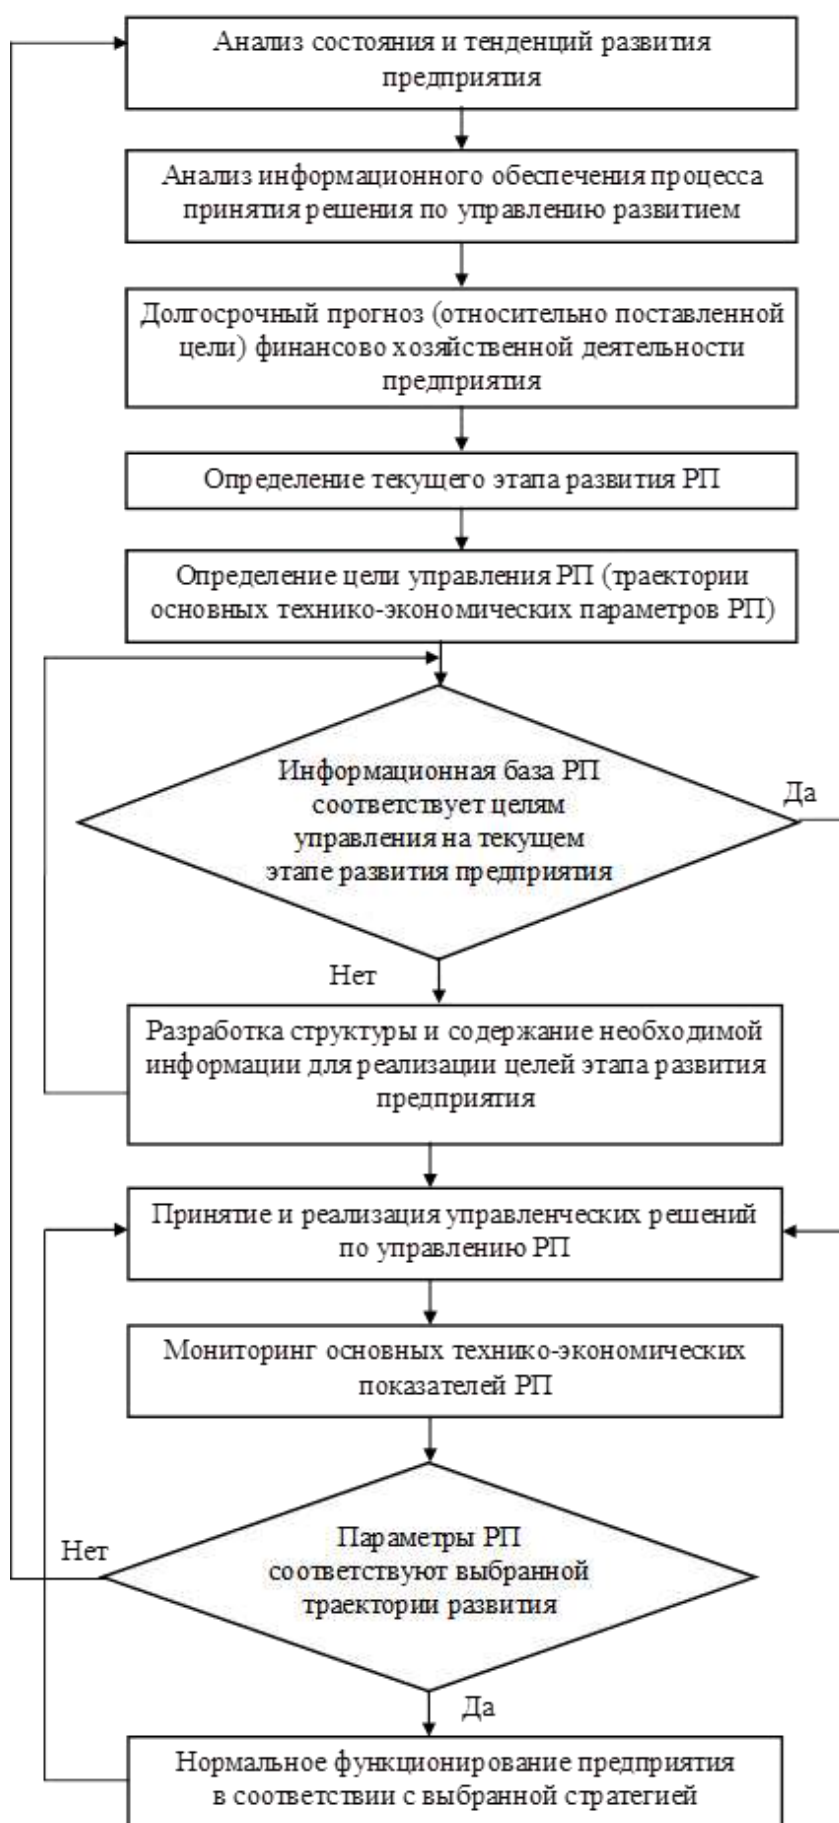 Анализ состояния и тенденций развития
предприятия
Анализ информационного обеспечения процесса
принятия решения по управлению развитием
Долгосрочный прогноз (относительно поставленной
цели) финансово хозяйственной деятельности
предприятия
Определение текущего этапа развития РП
Определение цели управления РП (траектории
основных технико-экономических параметров РП)
Информационная база РП
соответствует целям
управления на текущем
этапе развития предприятия
Да
Нет
Разработка структуры и содержание необходимой
информации для реализации целей этапа развития
предприятия
Принятие и реализация управленческих решений
по управлению РП
Мониторинг основных технико-экономических
показателей РП
Нет
Параметры РП
соответствуют выбранной
траектории развития
Да
Нормальное функционирование предприятия
в соответствии с выбранной стратегией